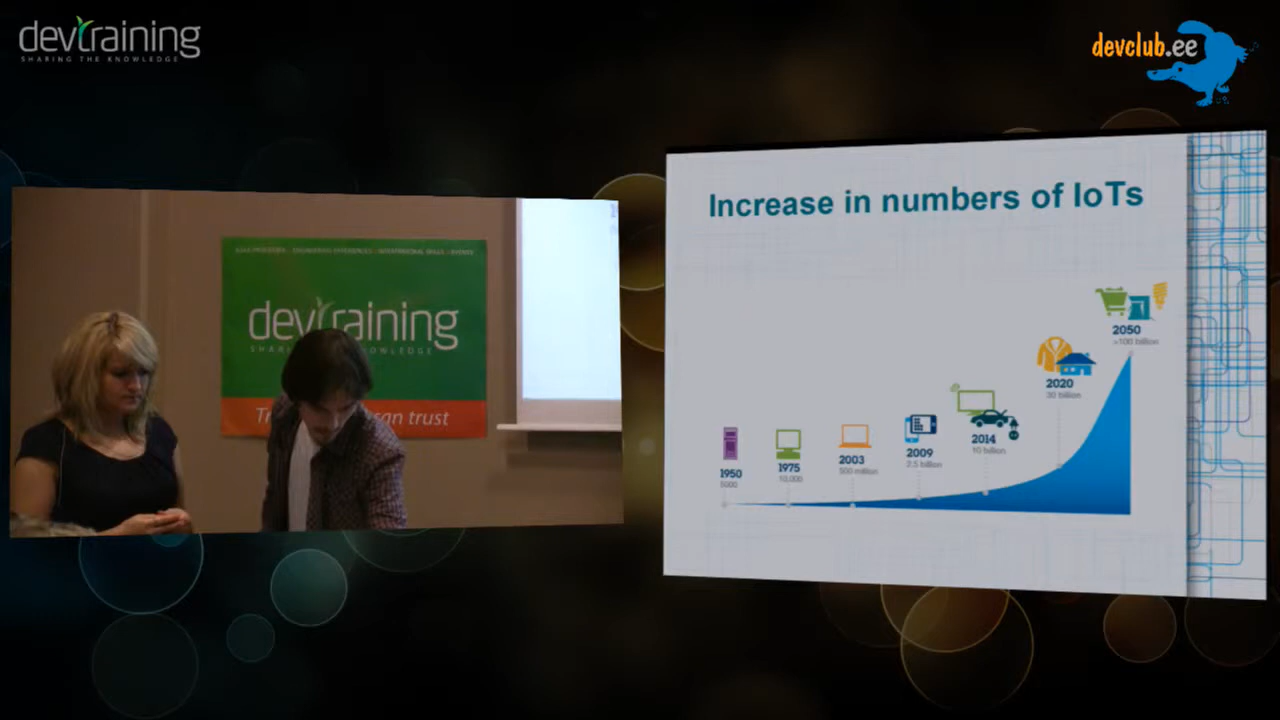 devtraining
SHARING THE KNOWLEDGE
devclub.ee
devtraining
Increase in numbers of IoTs
1950
5000
1975
10,000
2003
500 million
2009
2.5 billion
2014
10 billion
2020
30 billion
2050
>100 billion